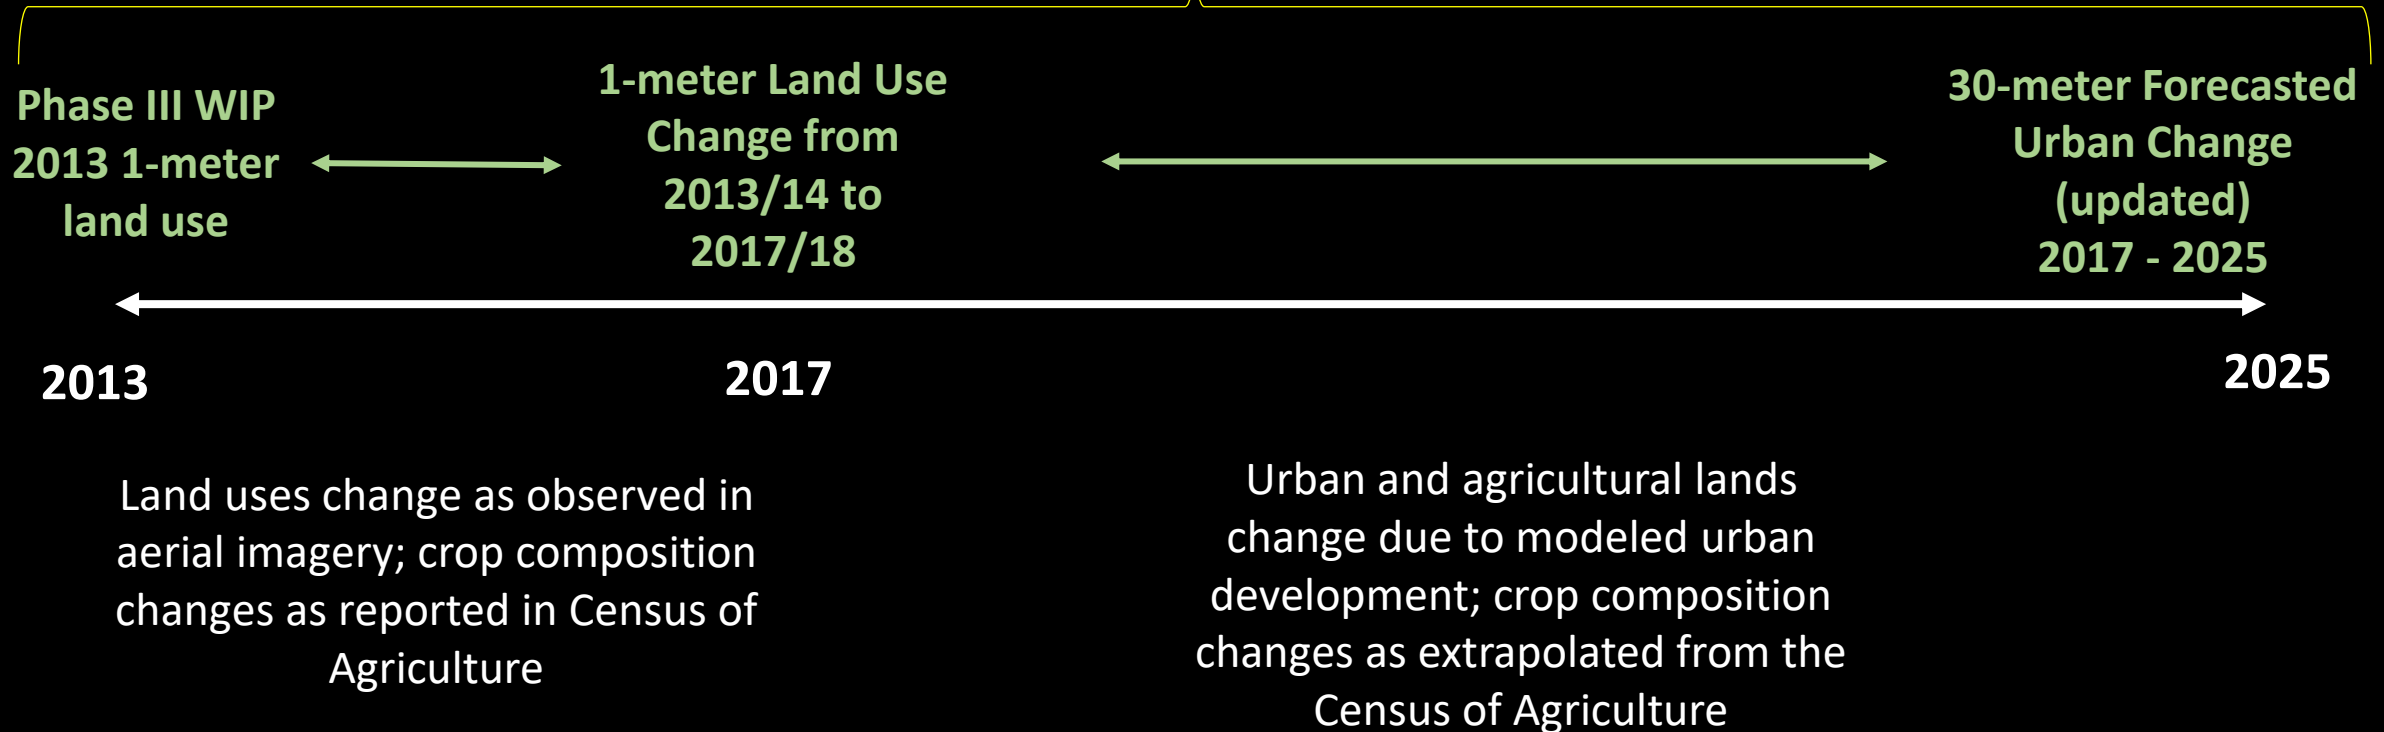 Phase III WIP
2013 1-meter
land use
1-meter Land Use
Change from
2013/14 to
2017/18
30-meter Forecasted
Urban Change
(updated)
2017 - 2025
2013
2017
2025
Land uses change as observed in
aerial imagery; crop composition
changes as reported in Census of
Agriculture
Urban and agricultural lands
change due to modeled urban
development; crop composition
changes as extrapolated from the
Census of Agriculture